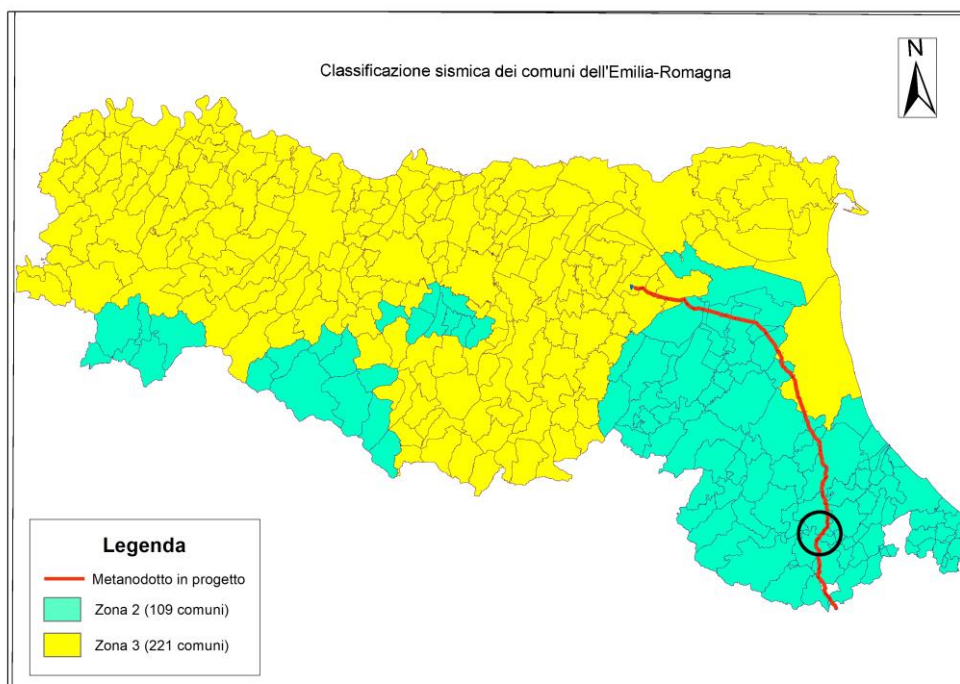 Classificazione sismica dei comuni dell'Emilia-Romagna
N
Legenda
Metanodotto in progetto
Zona 2 (109 comuni)
Zona 3 (221 comuni)